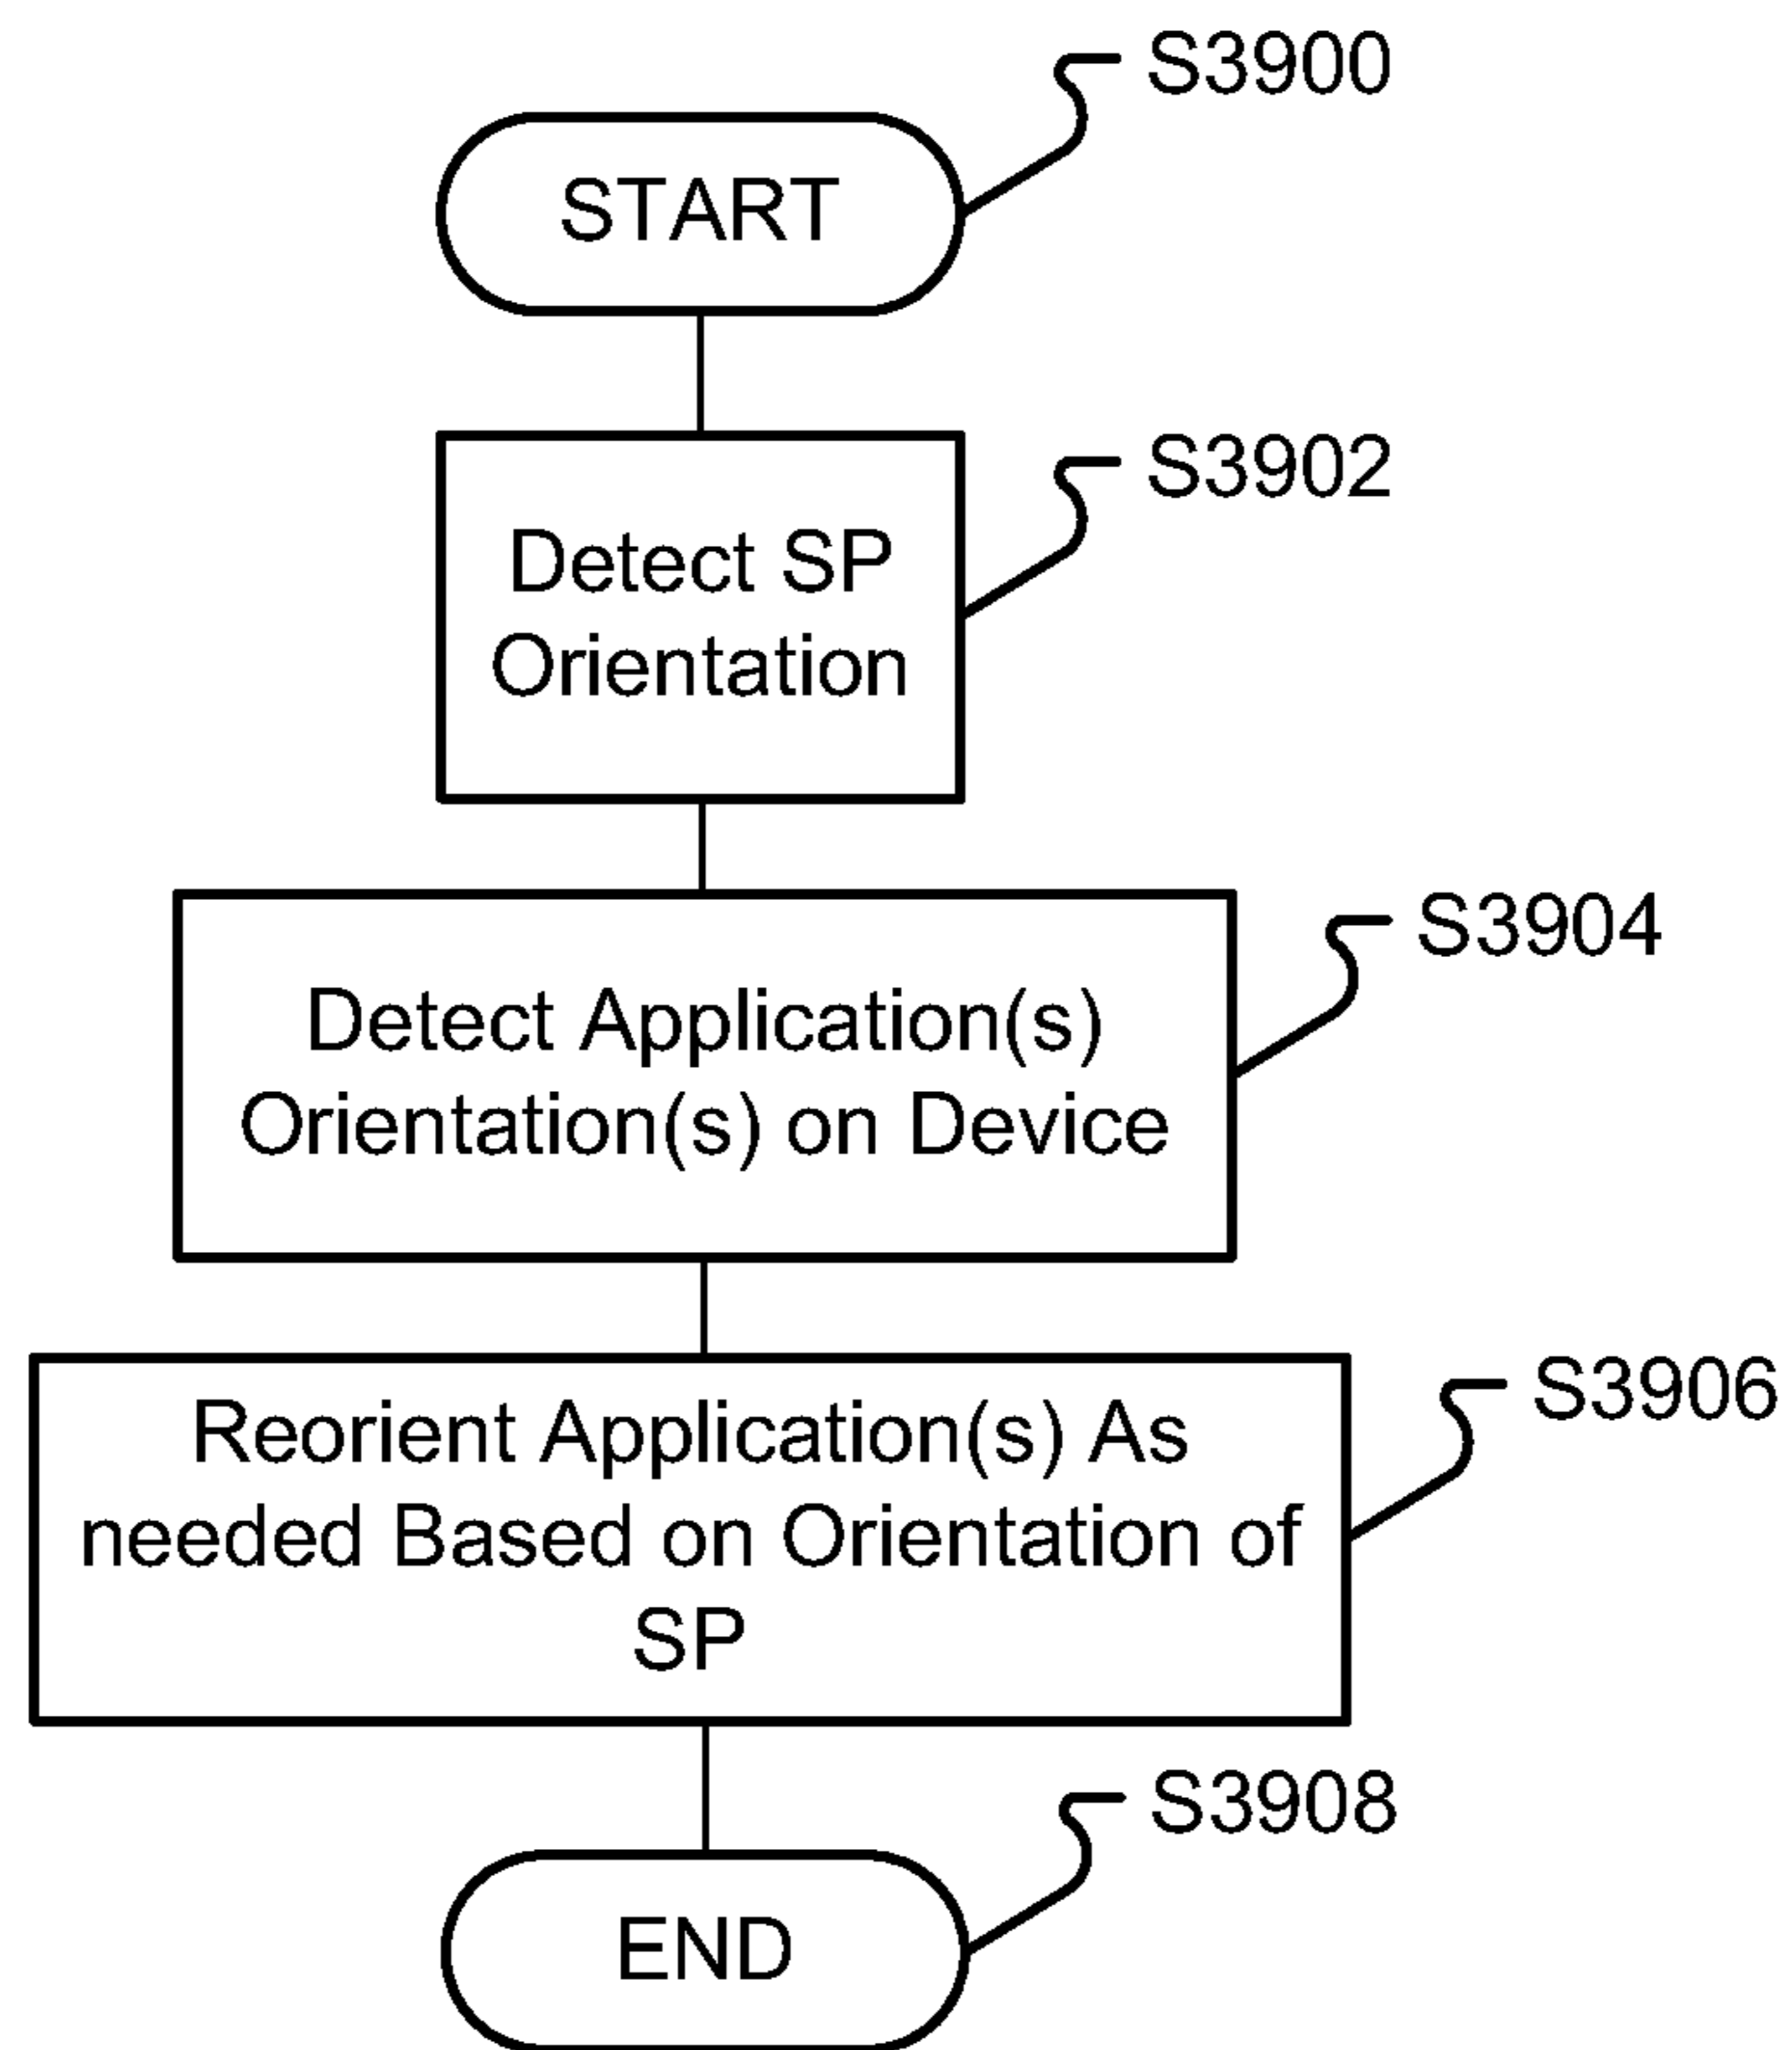 S3900
START
S3902
Detect SP
Orientation
S3904
Detect Application(s)
Orientation(s) on Device
S3906
Reorient Application(s) As
needed Based on Orientation of
SP
S3908
END